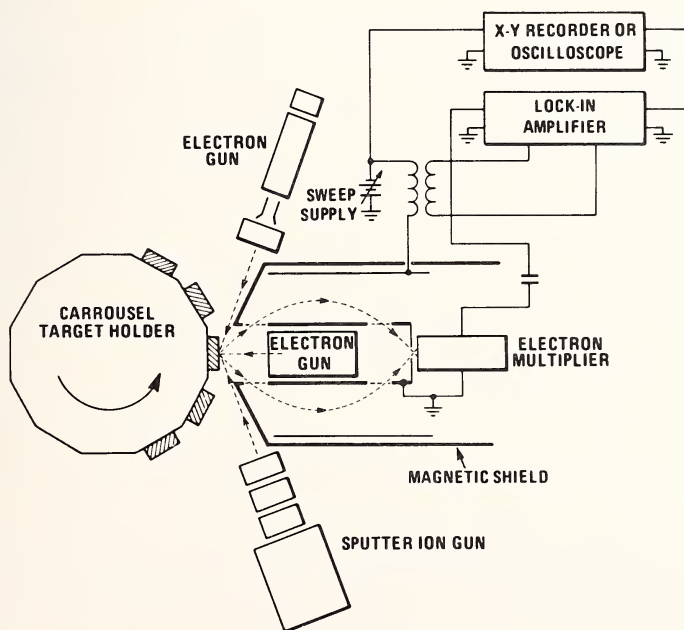 X-Y RECORDER OR
OSCILLOSCOPE
LOCK-IN
AMPLIFIER
ELECTRON
GUN
SWEEP
SUPPLY
CARROUSEL
TARGET HOLDER
ELECTRON
GUN
ELECTRON
MULTIPLIER
MAGNETIC SHIELD
SPUTTER ION GUN